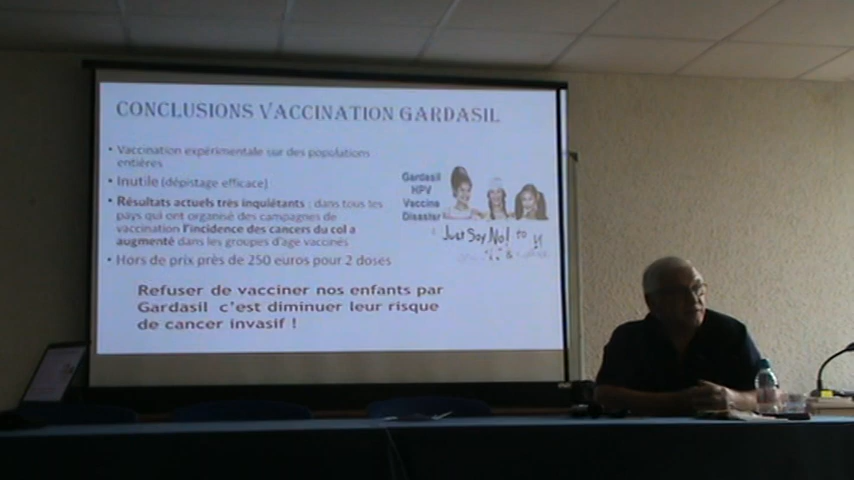 CONCLUSIONS VACCINATION GARDASIL
• Vaccination expérimentale sur des populations
entières
• Inutile (dépistage efficace)
• Résultats actuels très inquiétants : dans tous les
pays qui ont organisé des campagnes de
vaccination l'incidence des cancers du col a
augmenté dans les groupes d'age vaccinés
• Hors de prix près de 250 euros pour 2 doses
Gardasil
HPV
Vaccine
Disaster
Just Say No! to
Refuser de vacciner nos enfants par
Gardasil c'est diminuer leur risque
de cancer invasif !